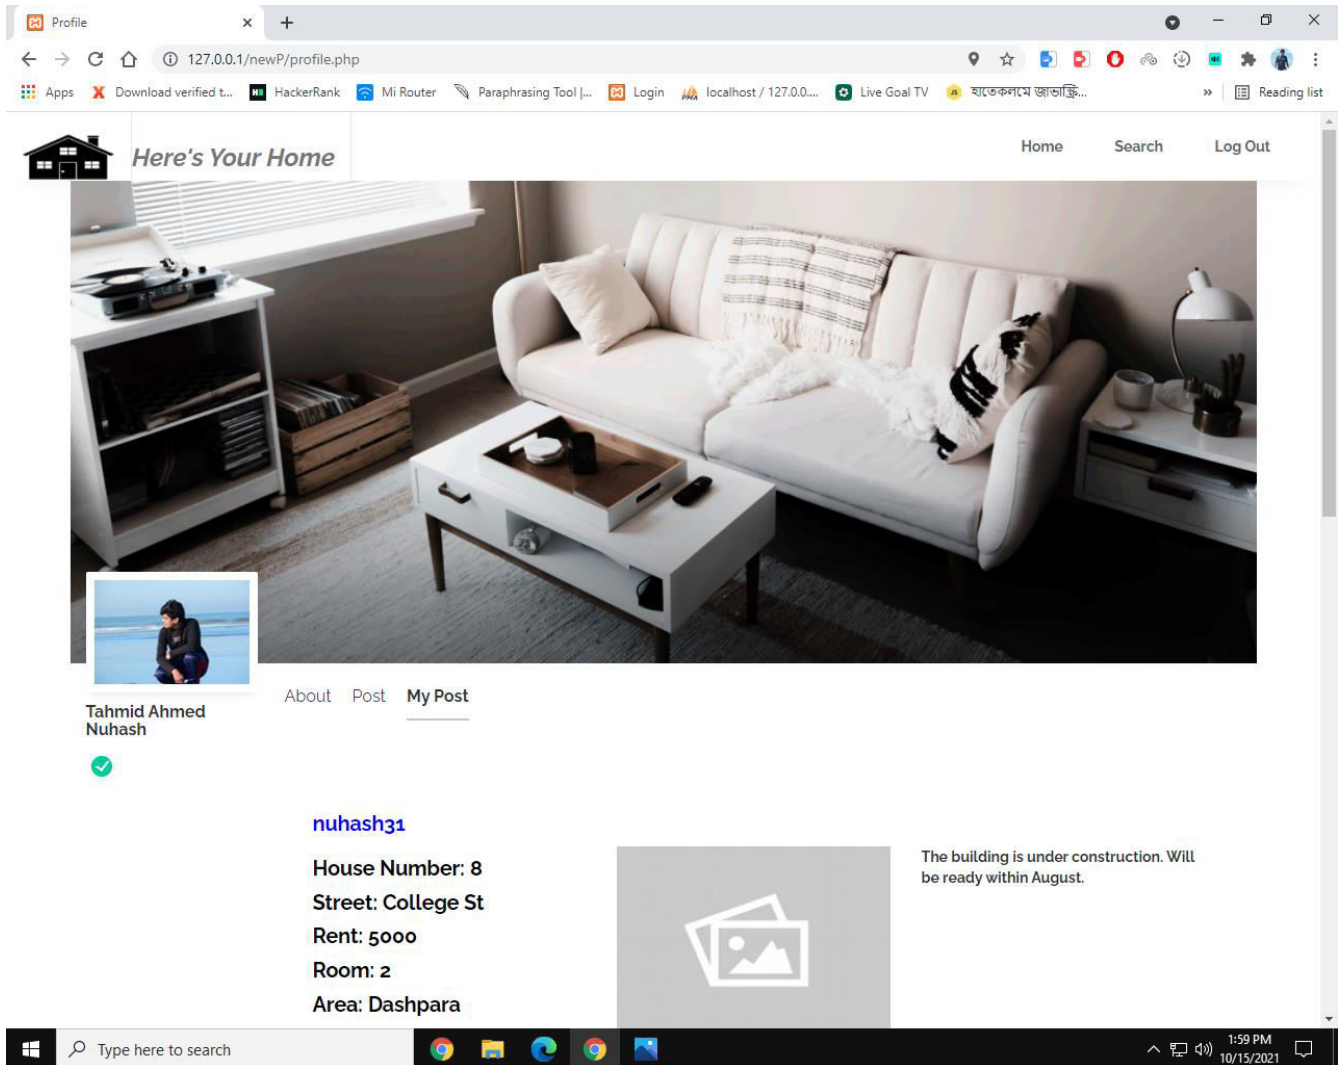 Profile
127.0.0.1/newP/profile.php
Apps
Download verified t...
HackerRank
Mi Router
Paraphrasing Tool |...
Login
localhost / 127.0.0....
Live Goal TV
হাতেকলমে জাভাস্ক্রি...
»
Reading list
Here's Your Home
Home
Search
Log Out
Tahmid Ahmed
Nuhash
About
Post
My Post
nuhash31
House Number: 8
Street: College St
Rent: 5000
Room: 2
Area: Dashpara
The building is under construction. Will
be ready within August.
Type here to search
1:59 PM
10/15/2021